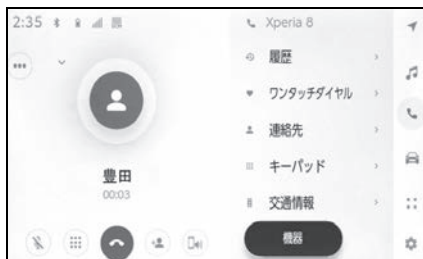 2:35
Xperia 8
履歴
ワンタッチダイヤル
連絡先
キーパッド
交通情報
機器
豊田
00:03